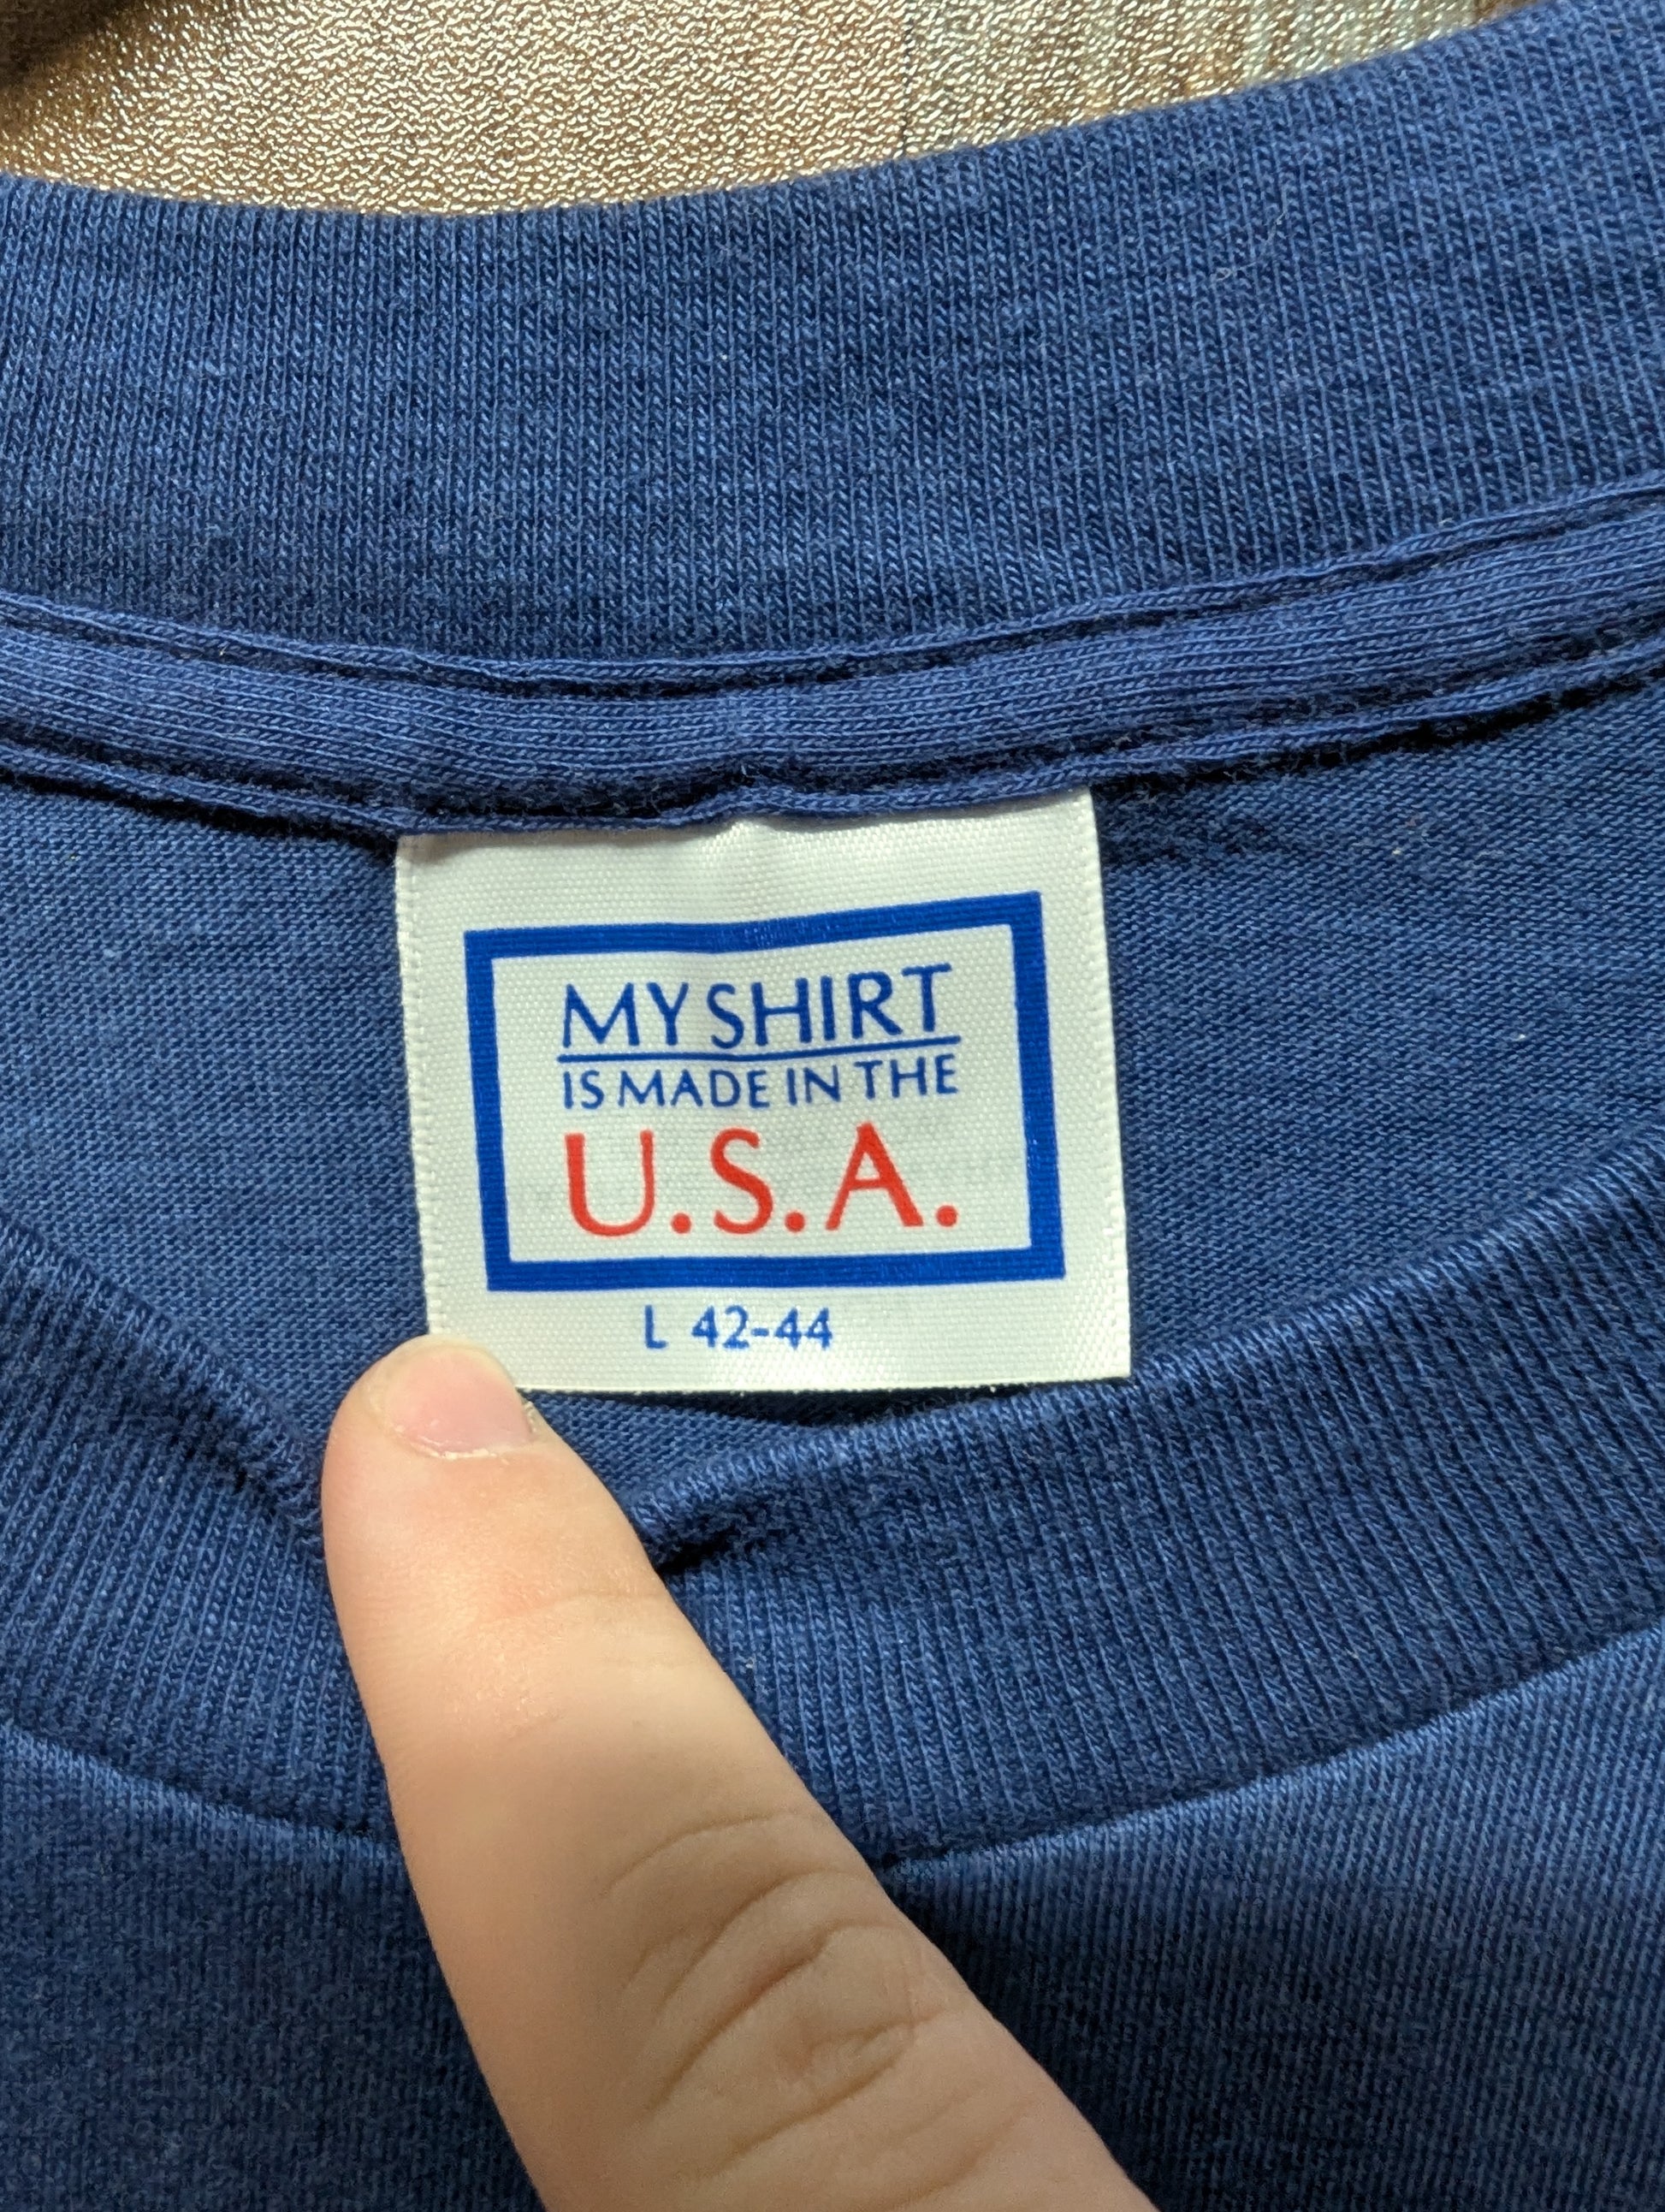 MY SHIRT
IS MADE IN THE
U.S.A.
L 42-44